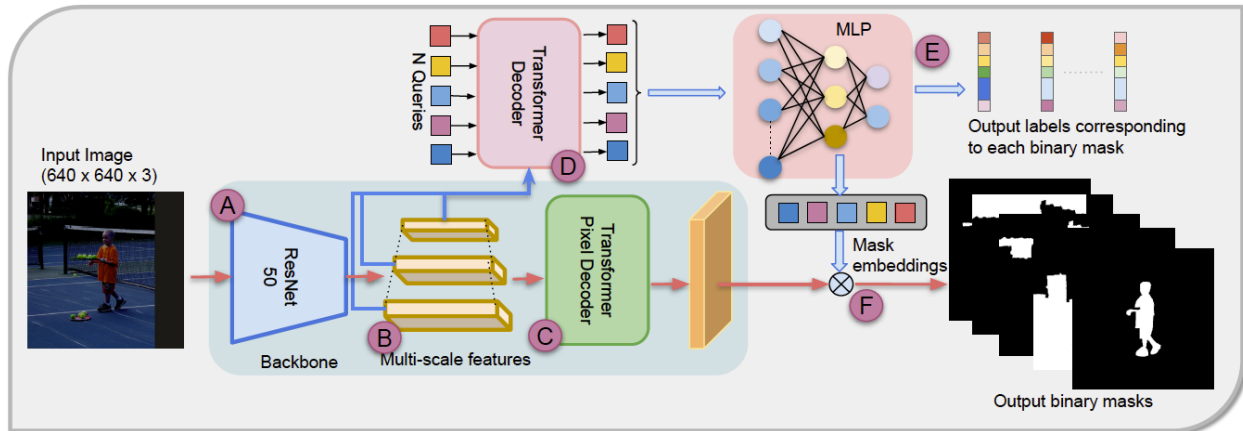 N Queries
Transformer
Decoder
D
MLP
E
Output labels corresponding
to each binary mask
Input Image
(640 x 640 x 3)
A
ResNet
50
Backbone
B
Multi-scale features
C
Transformer
Pixel Decoder
Mask
embeddings
F
Output binary masks